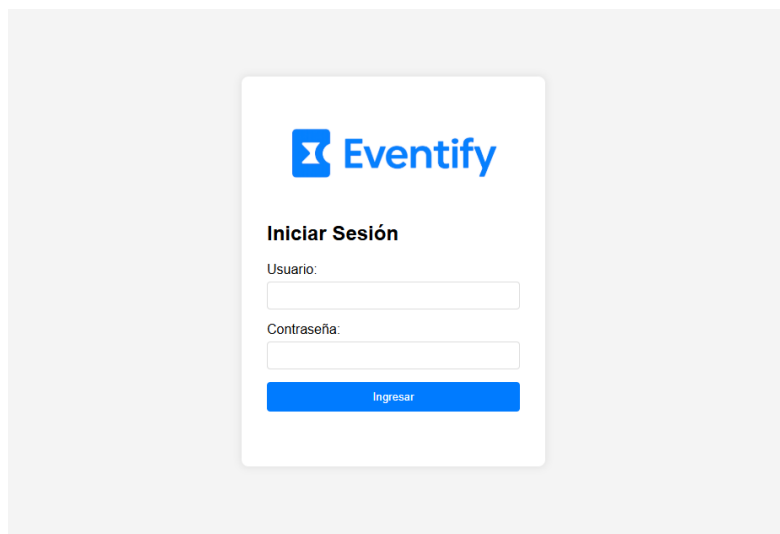 Eventify
Iniciar Sesión
Usuario:
Contraseña:
Ingresar